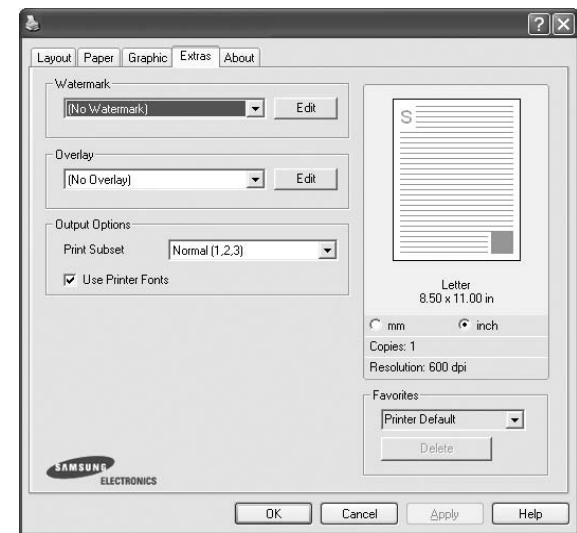 Layout Paper Graphic Extras About
Watermark
(No Watermark) Edit
Overlay
(No Overlay) Edit
Output Options
Print Subset Normal (1,2,3)
Use Printer Fonts
S
Letter
8.50 x 11.00 in
mm inch
Copies: 1
Resolution: 600 dpi
Favorites
Printer Default
Delete
SAMSUNG
ELECTRONICS
OK Cancel Apply Help